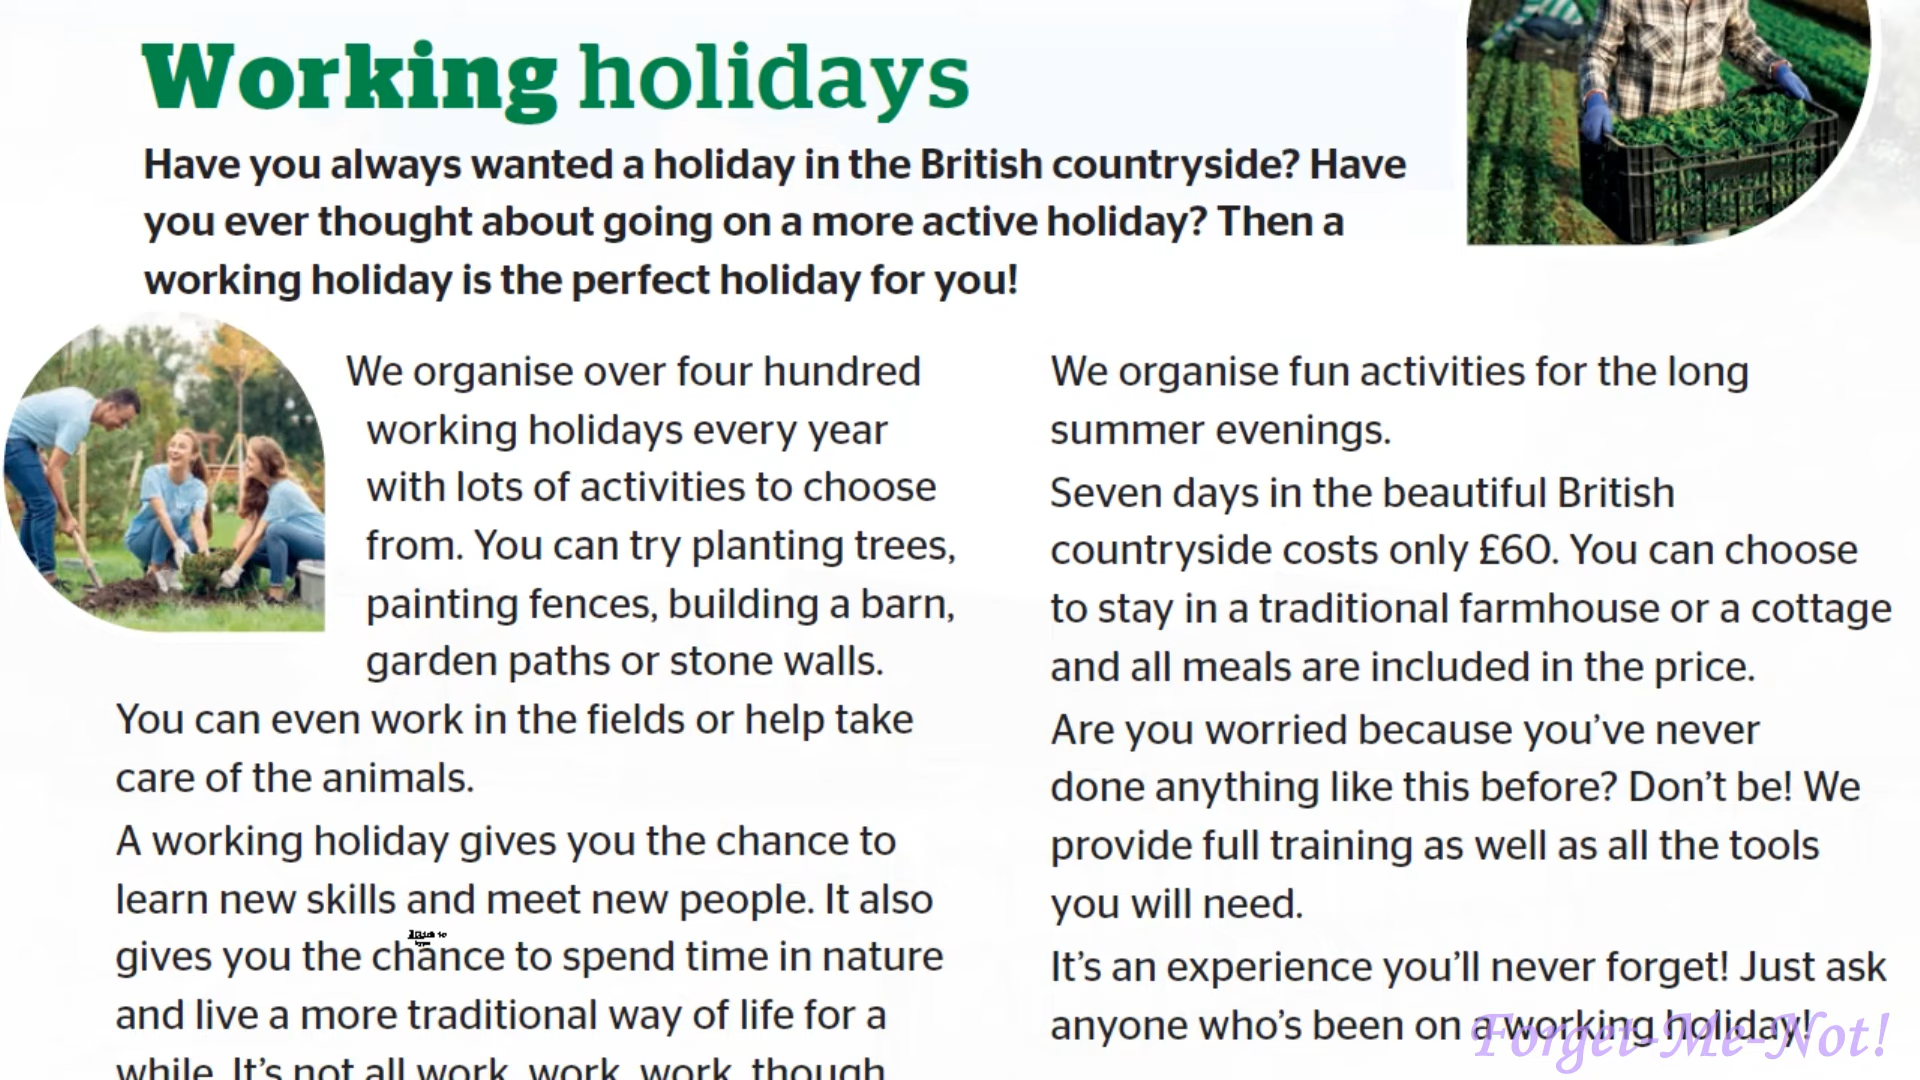 Working holidays
Have you always wanted a holiday in the British countryside? Have
you ever thought about going on a more active holiday? Then a
working holiday is the perfect holiday for you!
We organise over four hundred
working holidays every year
with lots of activities to choose
from. You can try planting trees,
painting fences, building a barn,
garden paths or stone walls.
You can even work in the fields or help take
care of the animals.
A working holiday gives you the chance to
learn new skills and meet new people. It also
gives you the chance to spend time in nature
and live a more traditional way of life for a
while. It's not all work, work, work, though.
We organise fun activities for the long
summer evenings.
Seven days in the beautiful British
countryside costs only £60. You can choose
to stay in a traditional farmhouse or a cottage
and all meals are included in the price.
Are you worried because you've never
done anything like this before? Don't be! We
provide full training as well as all the tools
you will need.
It's an experience you'll never forget! Just ask
anyone who's been on a working holiday!
Forget-Me-Not!